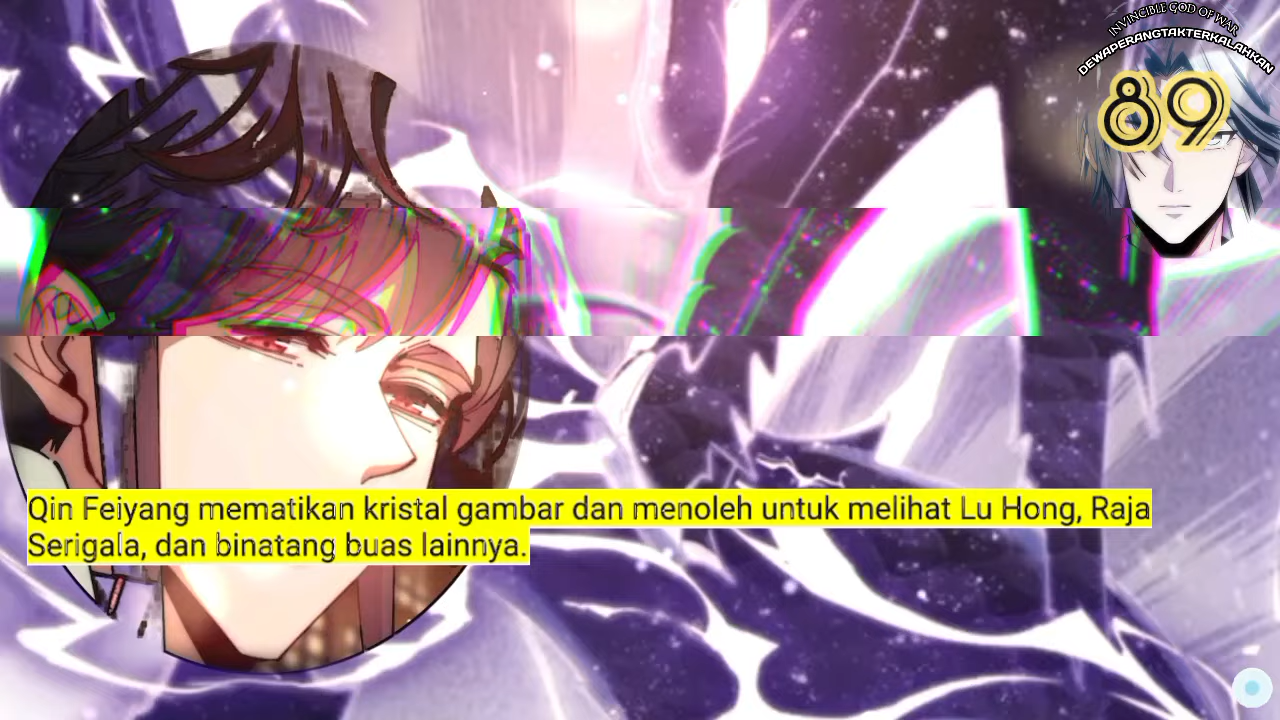 INVINCIBLE GOD OF WAR
DEWAPERANGTAKTERKALAHKAN
89
Qin Feiyang mematikan kristal gambar dan menoleh untuk melihat Lu Hong, Raja
Serigala, dan binatang buas lainnya.